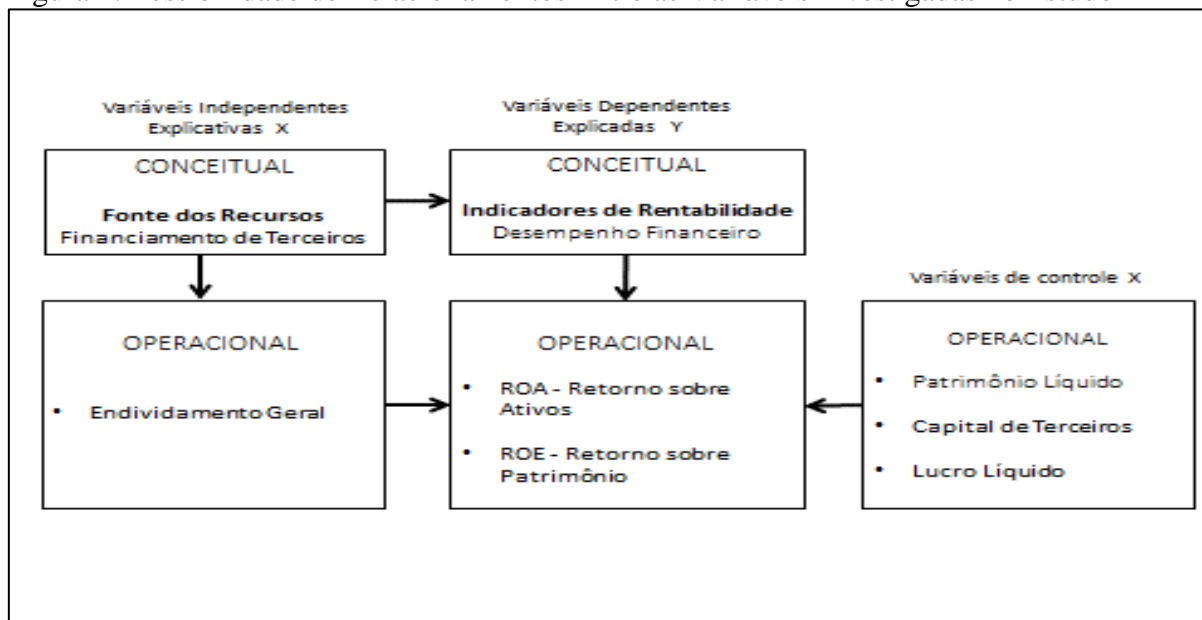 Variáveis Independentes
Explicativas X
Variáveis Dependentes
Explicadas Y
CONCEITUAL
Fonte dos Recursos
Financiamento de Terceiros
CONCEITUAL
Indicadores de Rentabilidade
Desempenho Financeiro
Variáveis de controle X
OPERACIONAL
• Endividamento Geral
OPERACIONAL
• ROA - Retorno sobre
Ativos
• ROE - Retorno sobre
Patrimônio
OPERACIONAL
• Patrimônio Líquido
• Capital de Terceiros
• Lucro Líquido